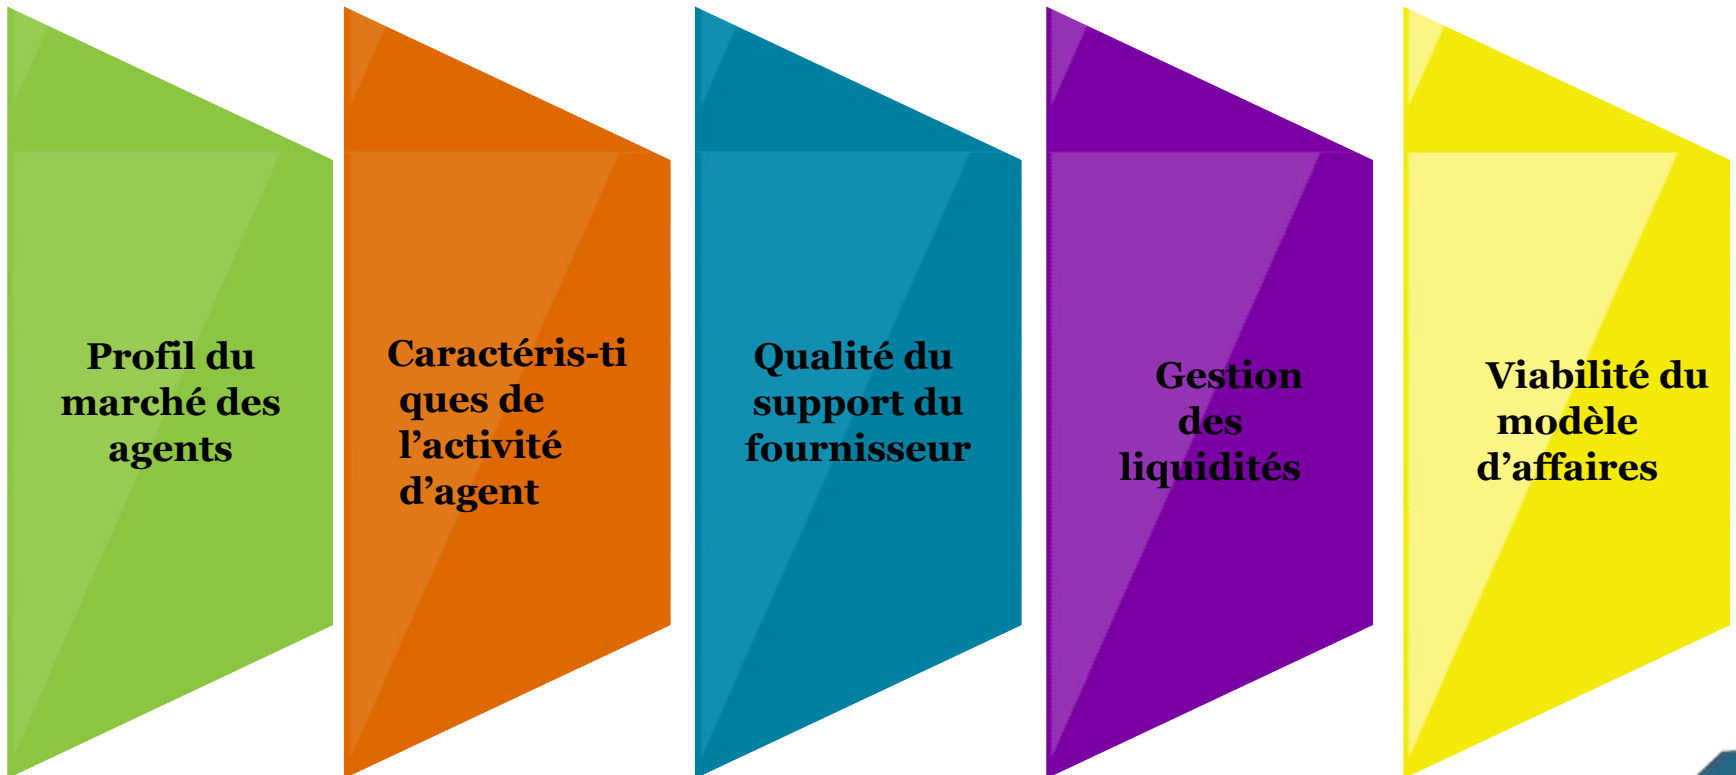 Profil du
marché des
agents
Caractéris-ti
ques de
l’activité
d’agent
Qualité du
support du
fournisseur
Gestion
des
liquidités
Viabilité du
modèle
d’affaires